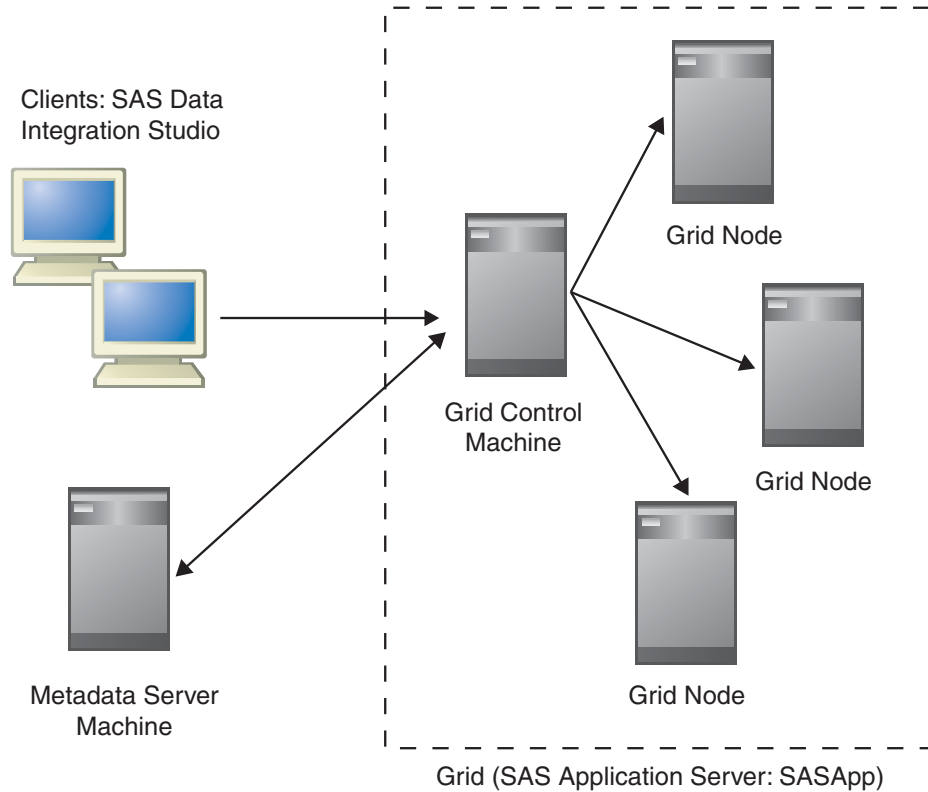 Clients: SAS Data
Integration Studio
Grid Node
Grid Control
Machine
Grid Node
Metadata Server
Machine
Grid Node
Grid (SAS Application Server: SASApp)